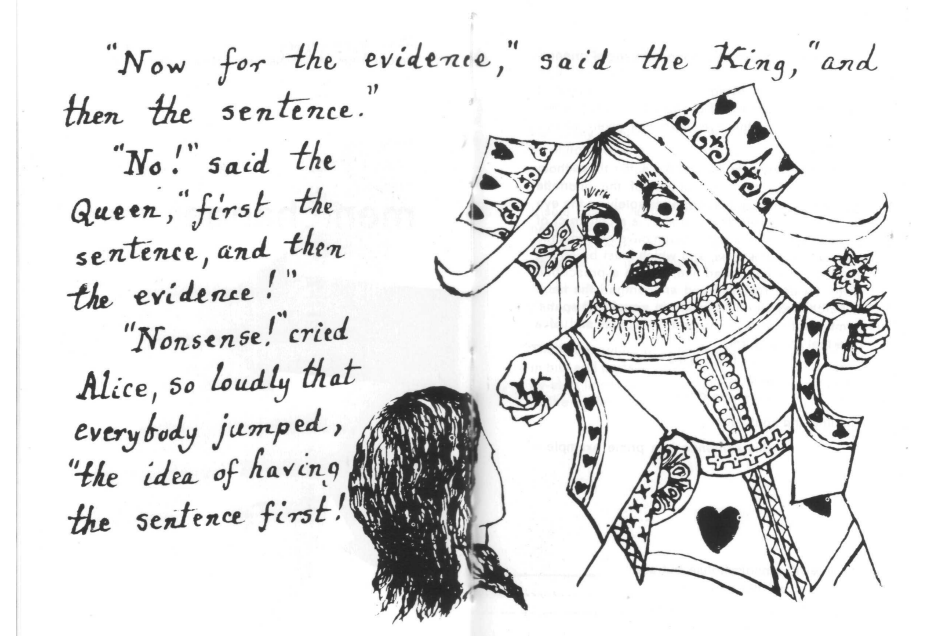 "Now for the evidence," said the King, "and
then the sentence."
"No!" said the
Queen, "first the
sentence, and then
the evidence!"
"Nonsense!" cried
Alice, so loudly that
everybody jumped,
"the idea of having
the sentence first!